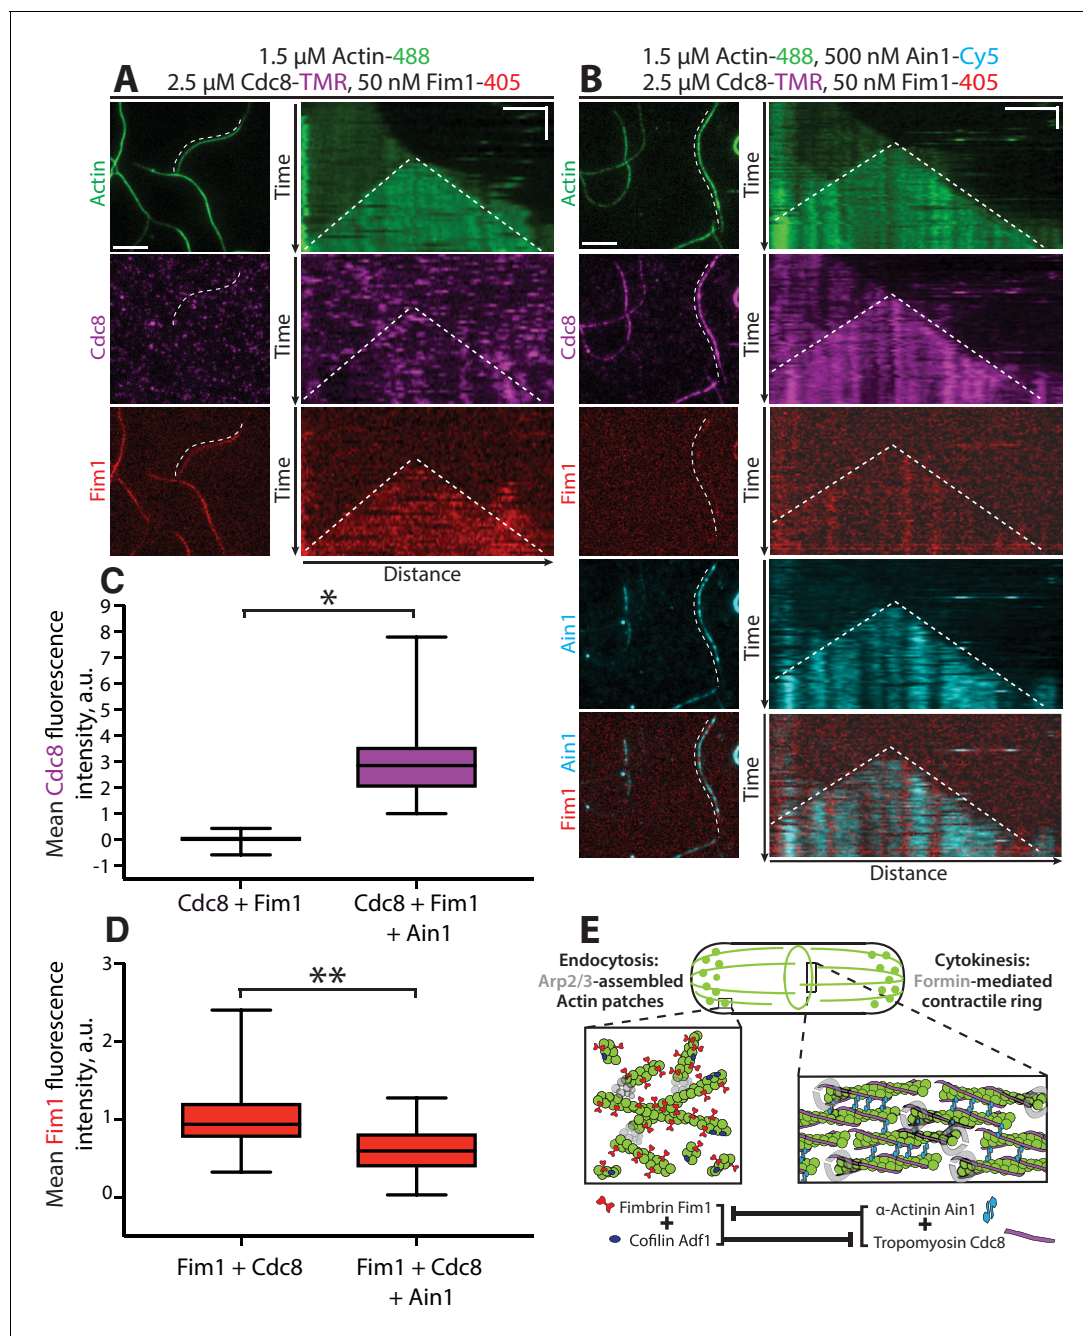 A
1.5 µM Actin-488
2.5 µM Cdc8-TMR, 50 nM Fim1-405
Actin
Time
Cdc8
Time
Fim1
Time
Distance
B
1.5 µM Actin-488, 500 nM Ain1-Cy5
2.5 µM Cdc8-TMR, 50 nM Fim1-405
Actin
Time
Cdc8
Time
Fim1
Time
Ain1
Time
Fim1 Ain1
Time
Distance
C
Mean Cdc8 fluorescence
intensity, a.u.
9
8
7
6
5
4
3
2
1
0
-1
*
Cdc8 + Fim1
Cdc8 + Fim1
+ Ain1
D
Mean Fim1 fluorescence
intensity, a.u.
3
2
1
0
**
Fim1 + Cdc8
Fim1 + Cdc8
+ Ain1
E
Endocytosis:
Arp2/3-assembled
Actin patches
Cytokinesis:
Formin-mediated
contractile ring
Fimbrin Fim1
+
Cofilin Adf1
α-Actinin Ain1
+
Tropomyosin Cdc8